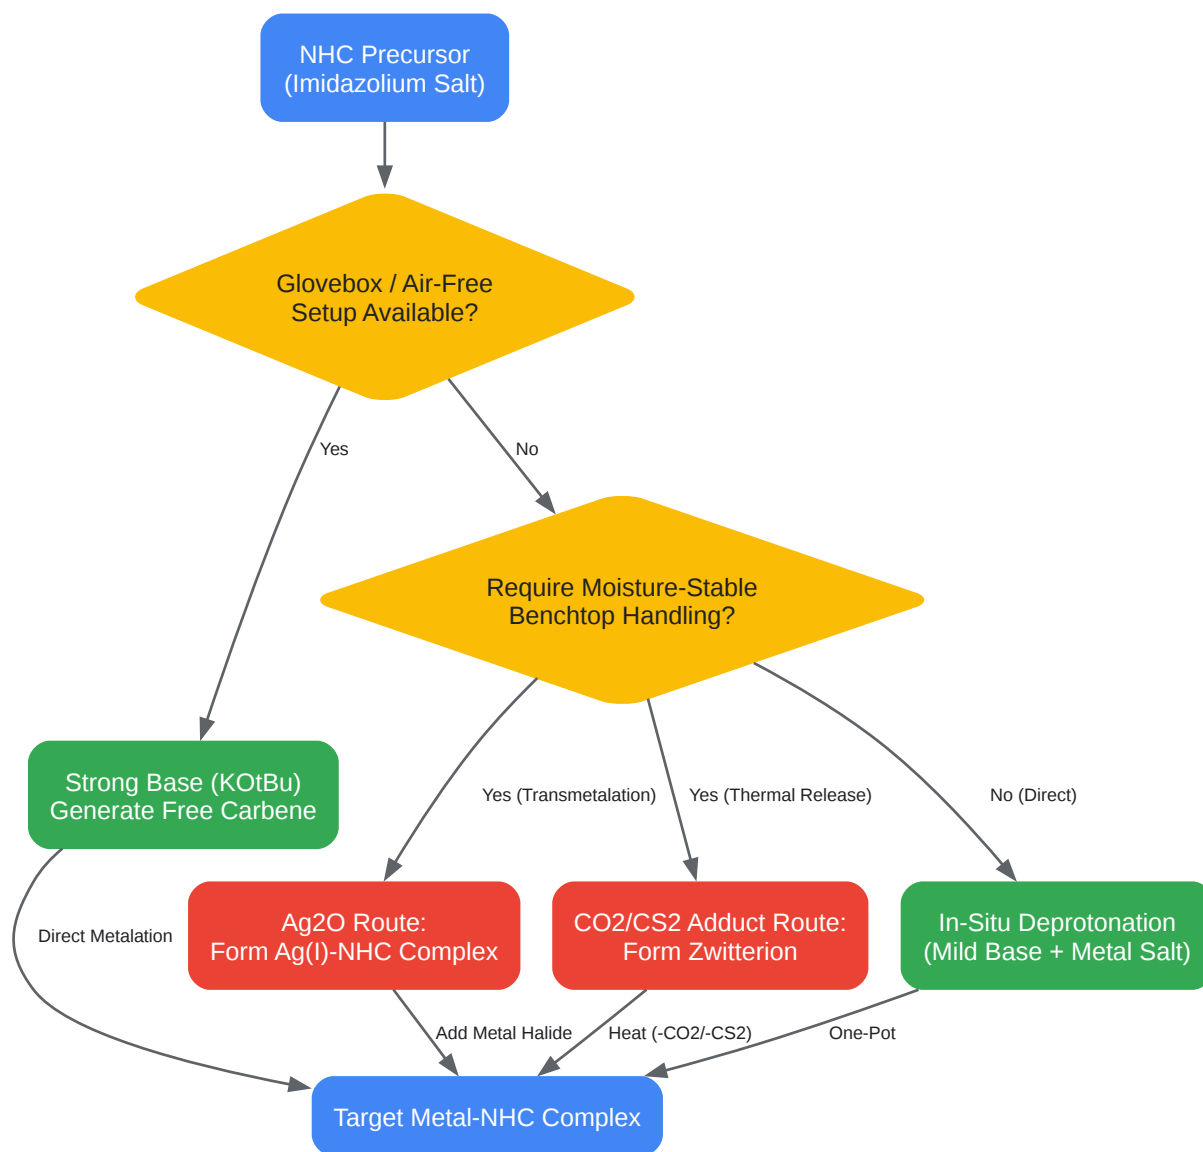 NHC Precursor
(Imidazolium Salt)
Glovebox / Air-Free
Setup Available?
Yes
No
Require Moisture-Stable
Benchtop Handling?
Strong Base (KOtBu)
Generate Free Carbene
Yes (Transmetalation)
Yes (Thermal Release)
No (Direct)
Direct Metalation
Ag2O Route:
Form Ag(I)-NHC Complex
CO2/CS2 Adduct Route:
Form Zwitterion
In-Situ Deprotonation
(Mild Base + Metal Salt)
Add Metal Halide
Heat (-CO2/-CS2)
One-Pot
Target Metal-NHC Complex